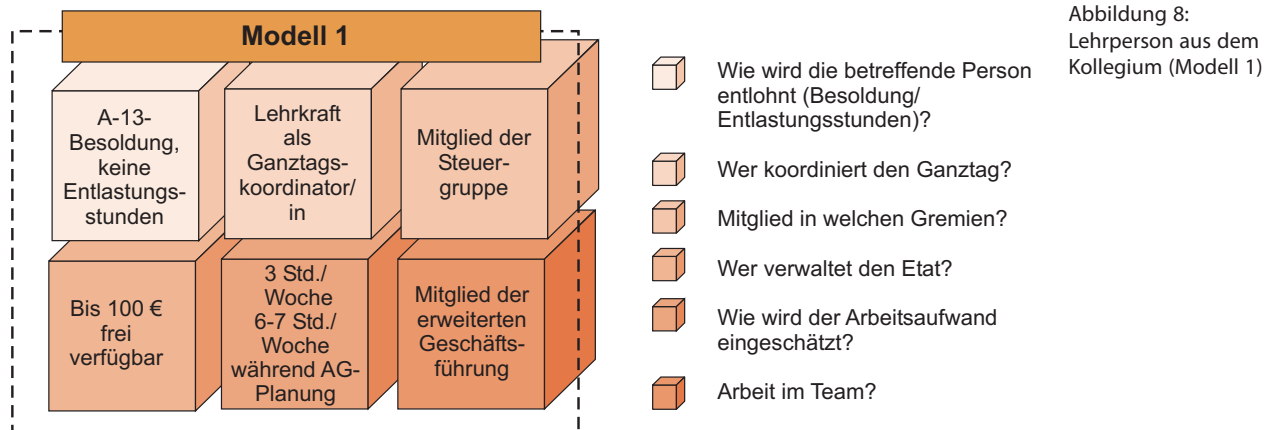 Modell 1
A-13-
Besoldung,
keine
Entlastungs-
stunden
Lehrkraft
als
Ganztags-
koordinator/
in
Mitglied der
Steuer-
gruppe
Bis 100 €
frei
verfügbar
3 Std./
Woche
6-7 Std./
Woche
während AG-
Planung
Mitglied der
erweiterten
Geschäfts-
führung
Wie wird die betreffende Person
entlohnt (Besoldung/
Entlastungsstunden)?
Wer koordiniert den Ganztag?
Mitglied in welchen Gremien?
Wer verwaltet den Etat?
Wie wird der Arbeitsaufwand
eingeschätzt?
Arbeit im Team?
Abbildung 8:
Lehrperson aus dem
Kollegium (Modell 1)